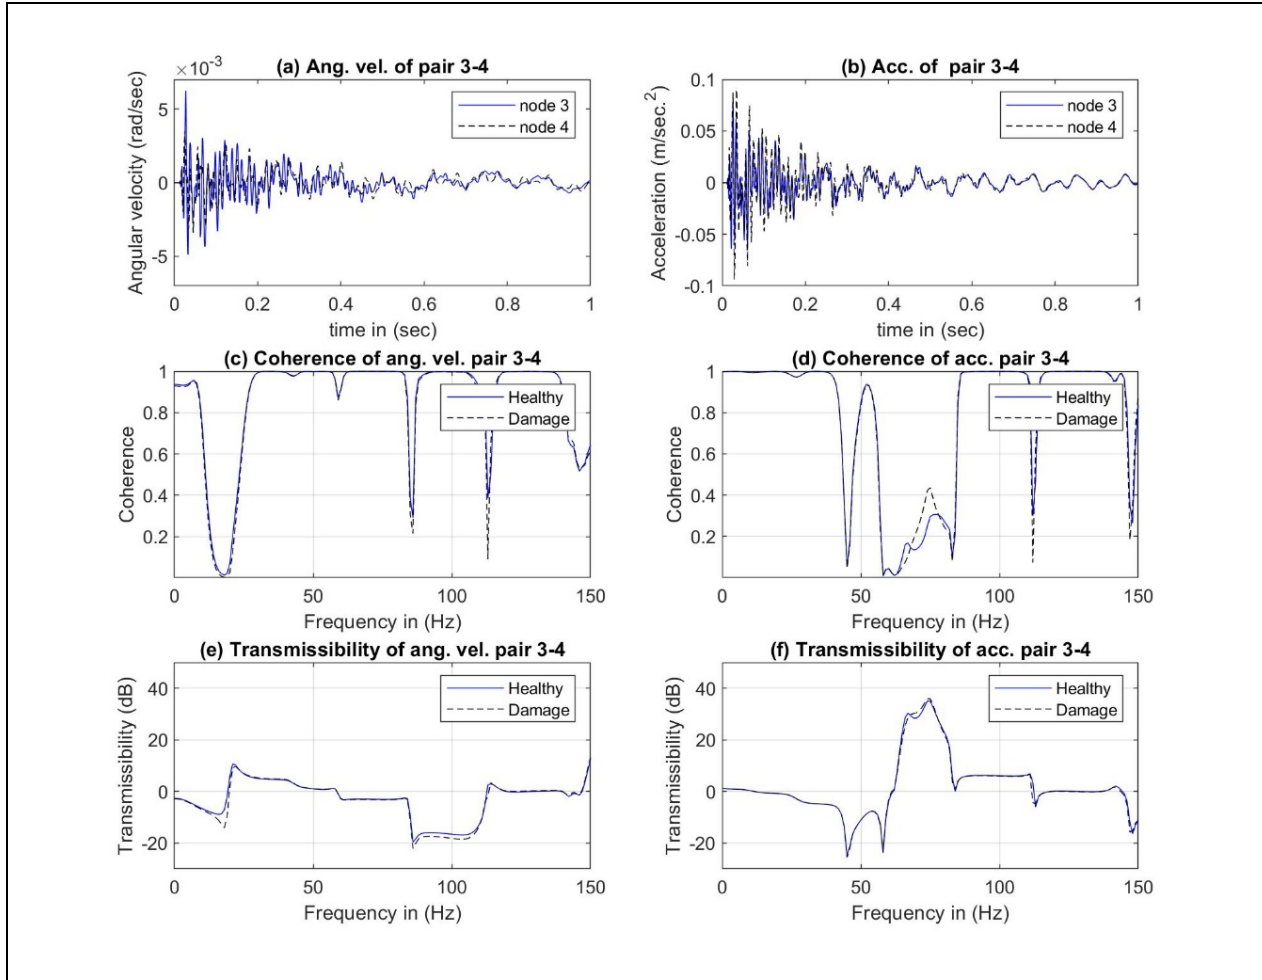 (a) Ang. vel. of pair 3-4
×10⁻³
Angular velocity (rad/sec)
5
0
-5
node 3
node 4
0 0.2 0.4 0.6 0.8 1
time in (sec)
(b) Acc. of pair 3-4
Acceleration (m/sec.²)
0.1
0.05
0
-0.05
-0.1
node 3
node 4
0 0.2 0.4 0.6 0.8 1
time in (sec)
(c) Coherence of ang. vel. pair 3-4
Coherence
1
0.8
0.6
0.4
0.2
Healthy
Damage
0 50 100 150
Frequency in (Hz)
(d) Coherence of acc. pair 3-4
Coherence
1
0.8
0.6
0.4
0.2
Healthy
Damage
0 50 100 150
Frequency in (Hz)
(e) Transmissibility of ang. vel. pair 3-4
Transmissibility (dB)
40
20
0
-20
Healthy
Damage
0 50 100 150
Frequency in (Hz)
(f) Transmissibility of acc. pair 3-4
Transmissibility (dB)
40
20
0
-20
Healthy
Damage
0 50 100 150
Frequency in (Hz)